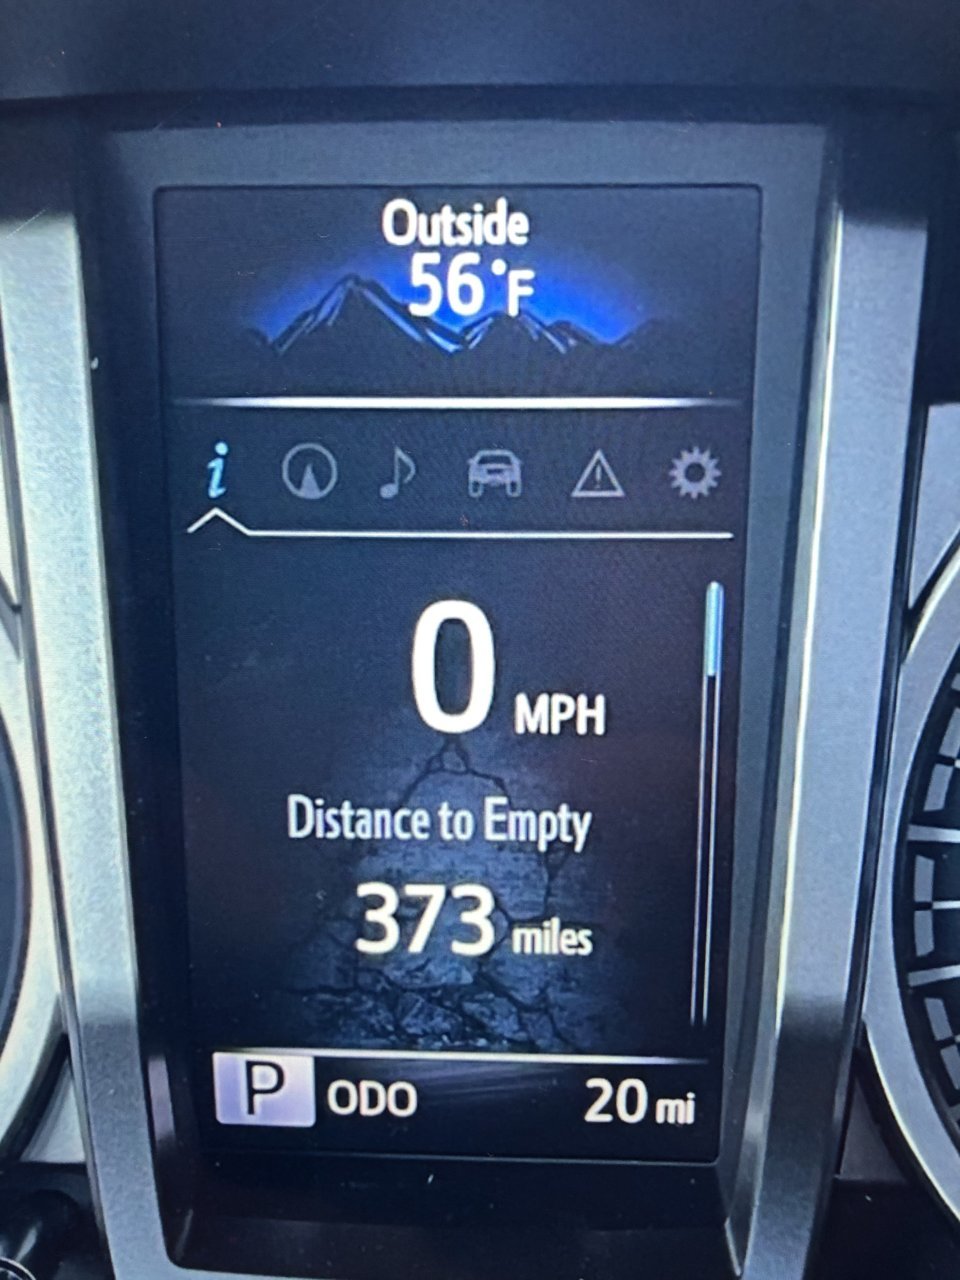 Outside
56°F
i
0 MPH
Distance to Empty
373 miles
P ODO 20 mi